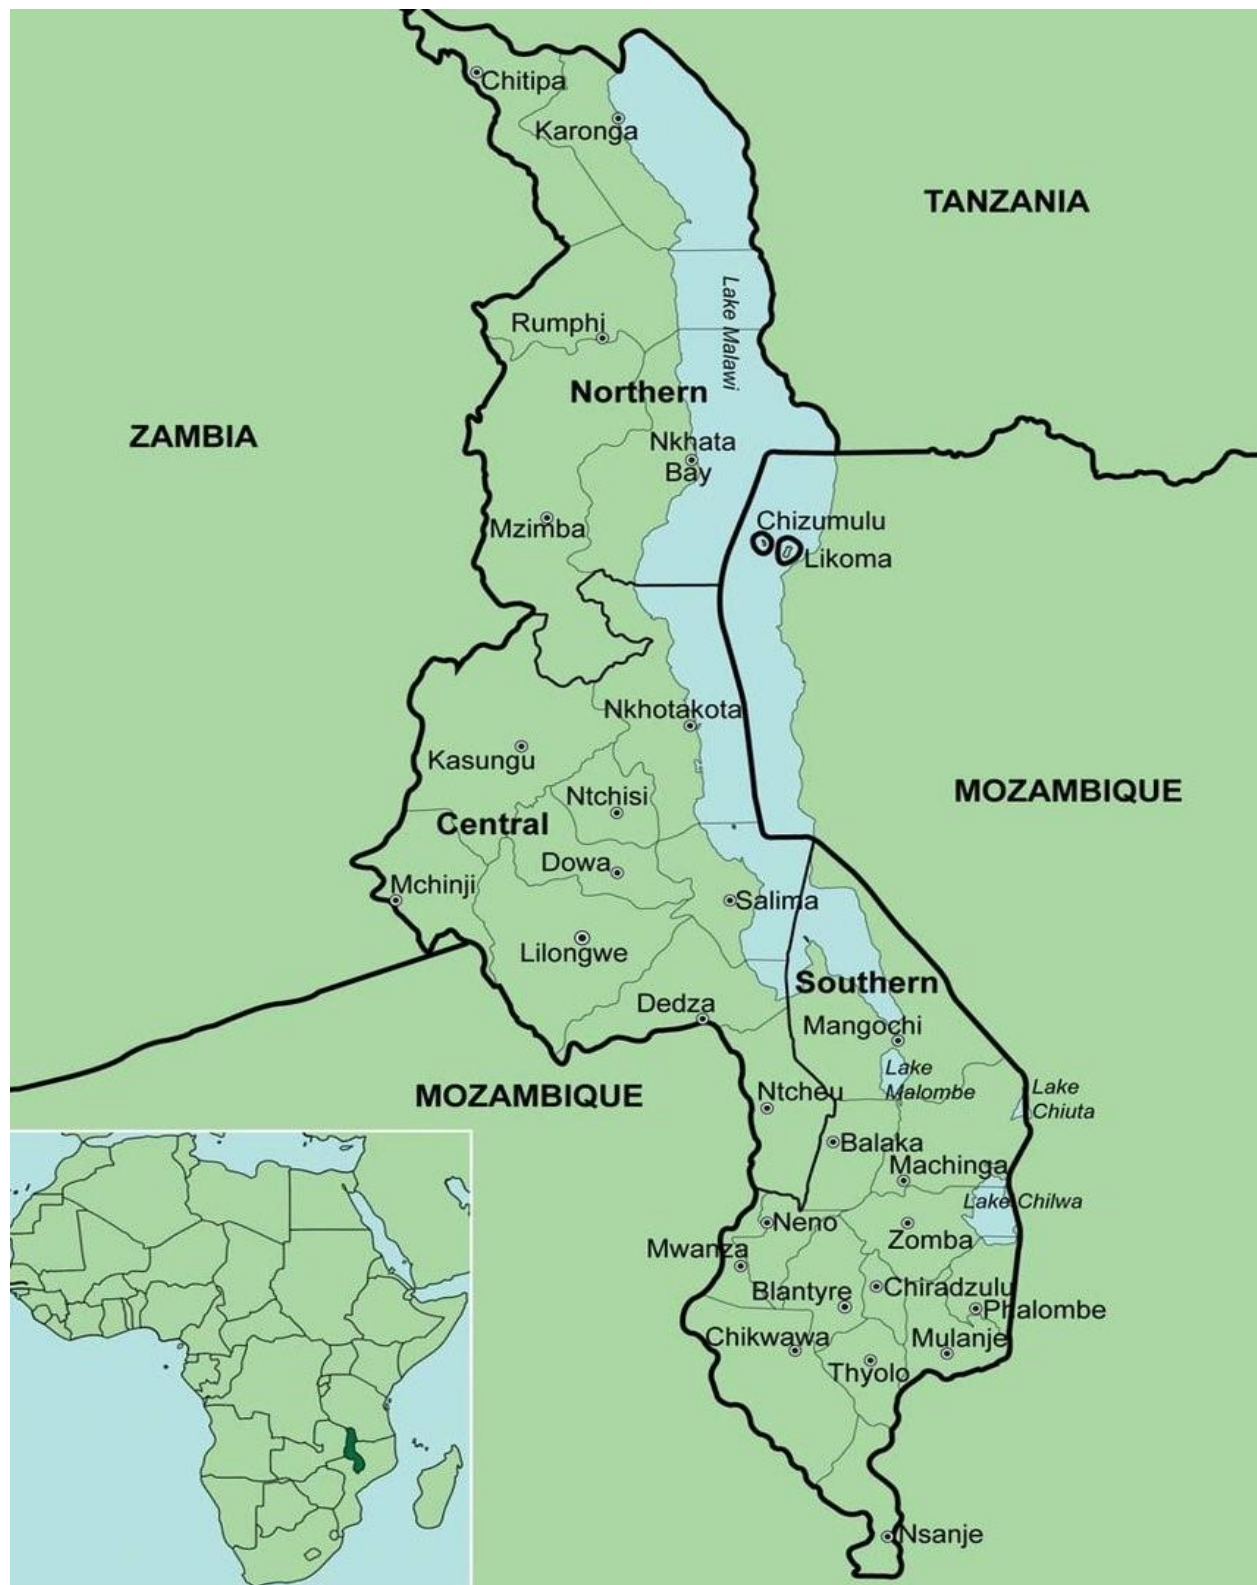 Chitipa
Karonga
TANZANIA
Lake Malawi
Rumphi
Northern
ZAMBIA
Nkhata
Bay
Chizumulu
Mzimba
Likoma
Nkhotakota
Kasungu
MOZAMBIQUE
Ntchisi
Central
Dowa
Mchinji
Salima
Lilongwe
Southern
Dedza
Mangochi
Lake
Malombe
MOZAMBIQUE
Ntcheu
Lake
Chiuta
Balaka
Machinga
Lake Chilwa
Neno
Zomba
Mwanza
Blantyre
Chiradzulu
Phalombe
Chikwawa
Mulanje
Thyolo
Nsanje